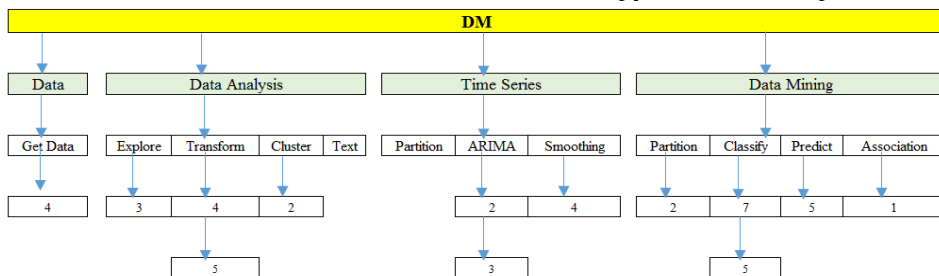 DM
Data Data Analysis Time Series Data Mining
Get Data Explore Transform Cluster Text Partition ARIMA Smoothing Partition Classify Predict Association
4 3 4 2 2 4 2 7 5 1
5 3 5